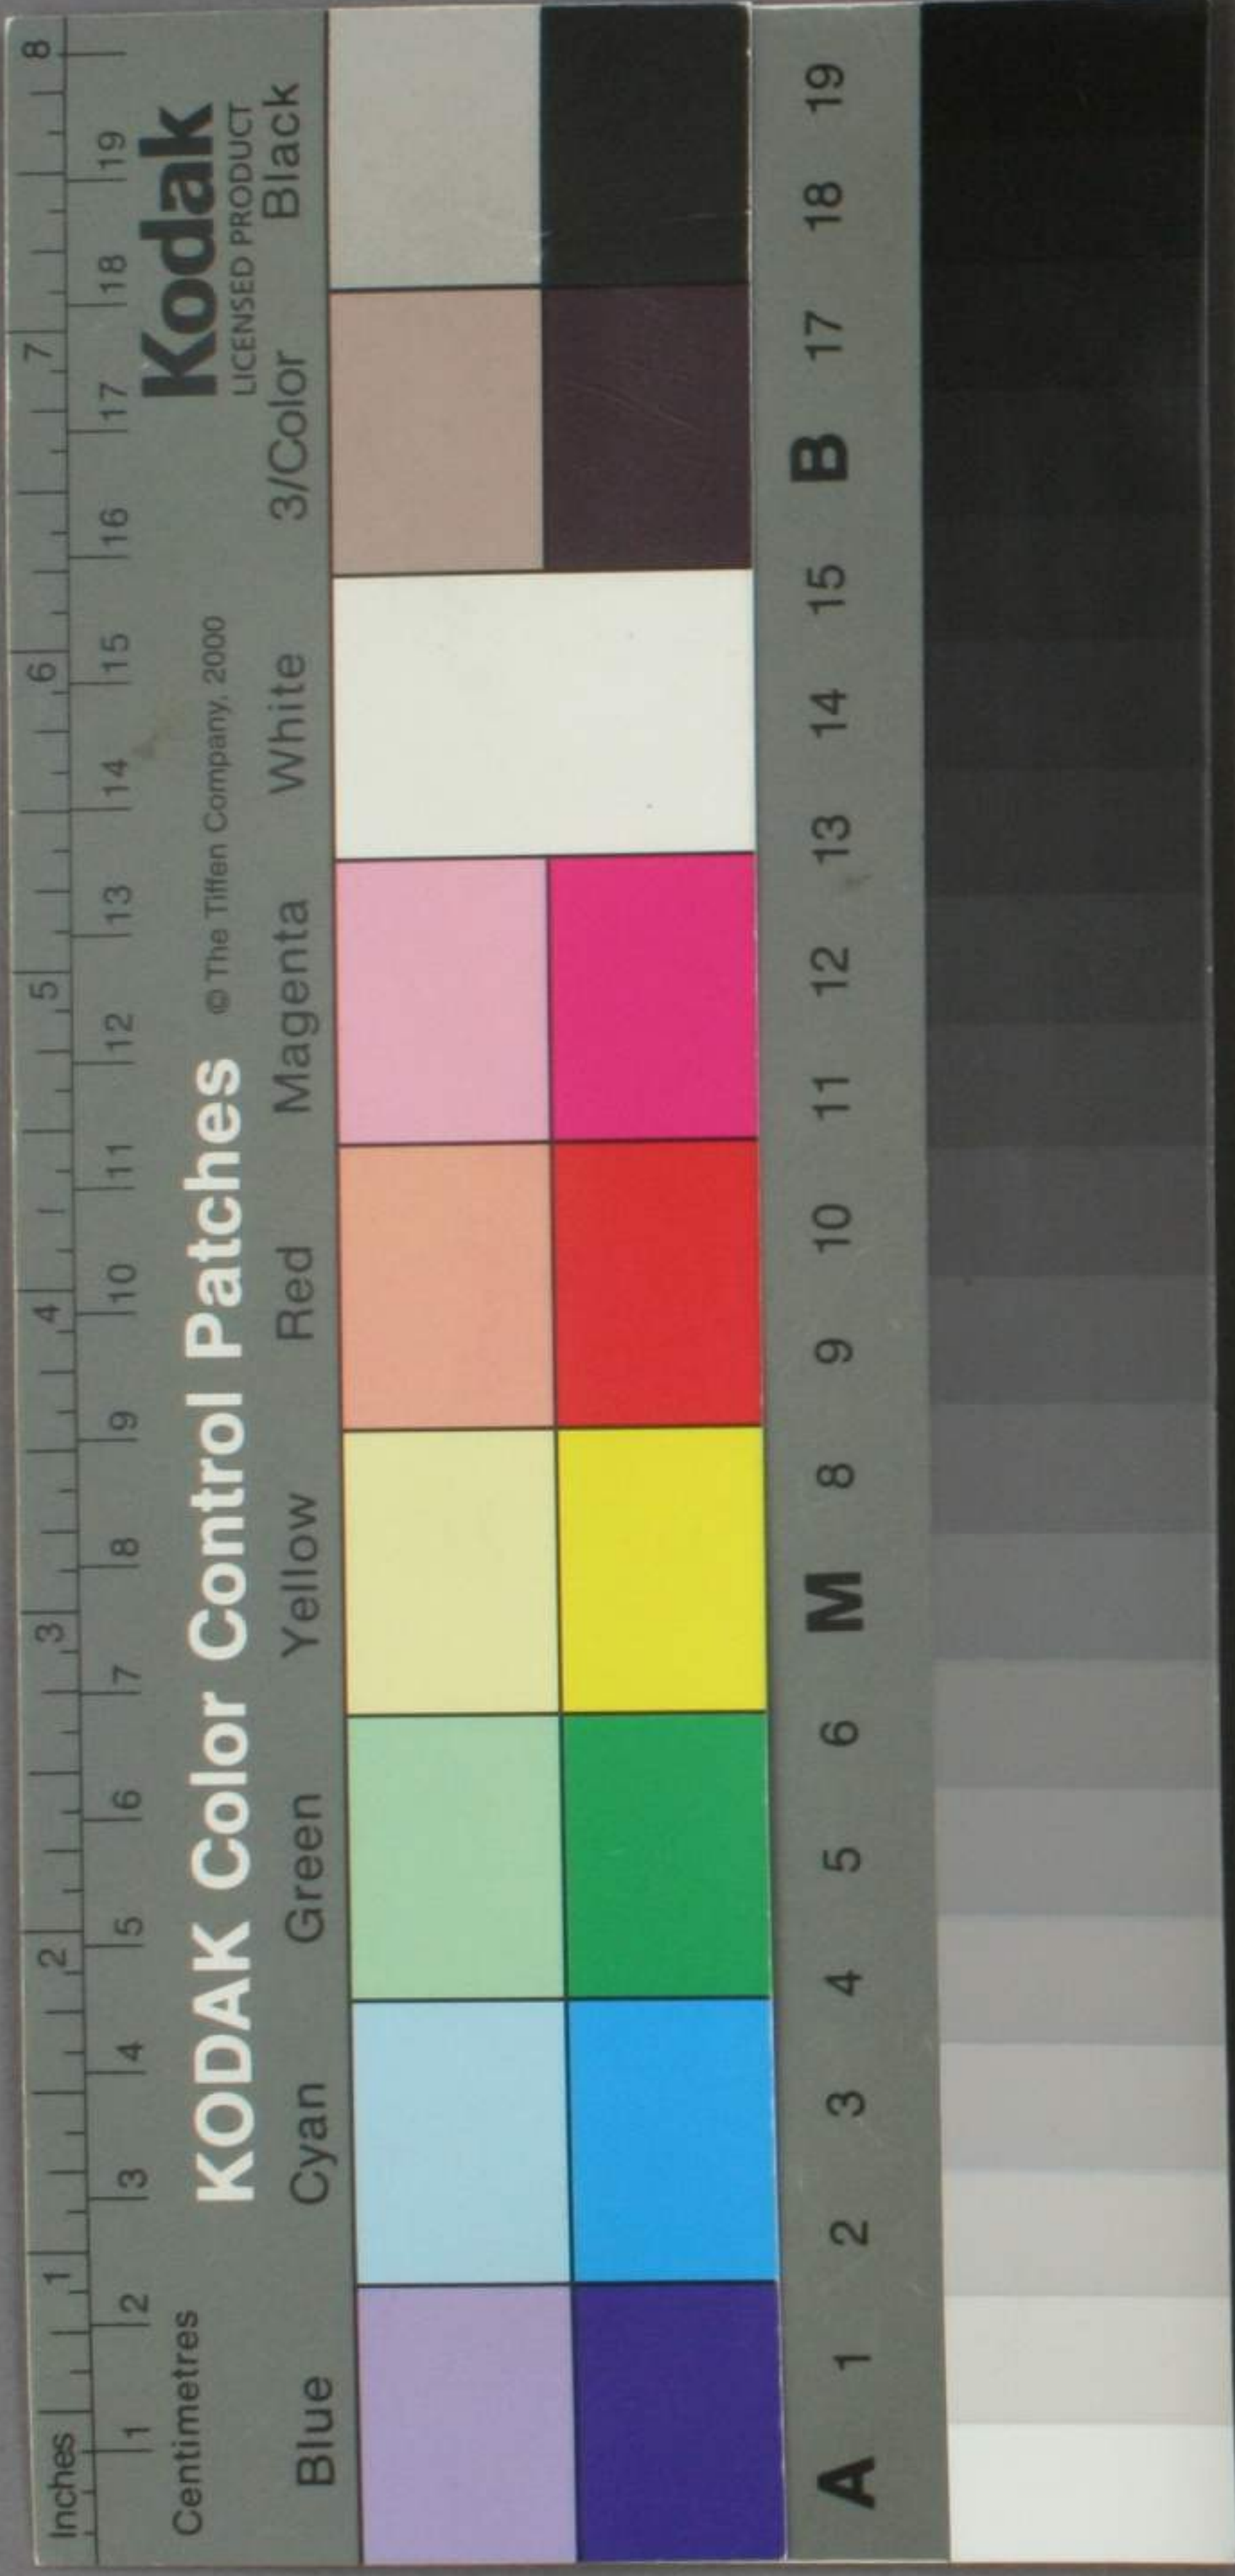 Inches 1 2 3 4 5 6 7 8
1 2 3 4 5 6 7 8 9 10 11 12 13 14 15 16 17 18 19
Centimetres
KODAK Color Control Patches © The Tiffen Company, 2000
Kodak
LICENSED PRODUCT
Blue Cyan Green Yellow Red Magenta White 3/Color Black
A 1 2 3 4 5 6 M 8 9 10 11 12 13 14 15 B 17 18 19